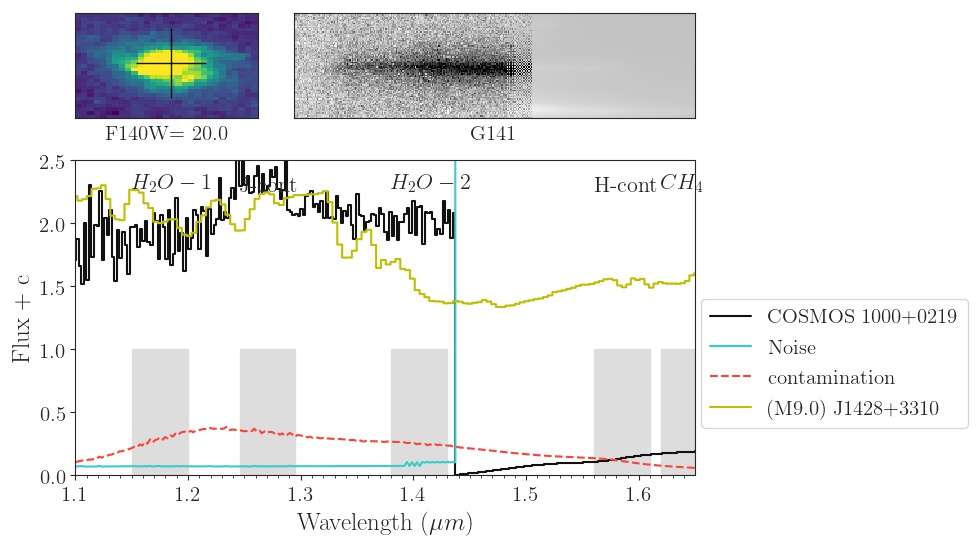 F140W= 20.0
G141
2.5
2.0
1.5
1.0
0.5
0.0
Flux + c
H₂O − 1
H₂O − 2
H-cont
CH₄
1.1
1.2
1.3
1.4
1.5
1.6
Wavelength (μm)
COSMOS 1000+0219
Noise
contamination
(M9.0) J1428+3310